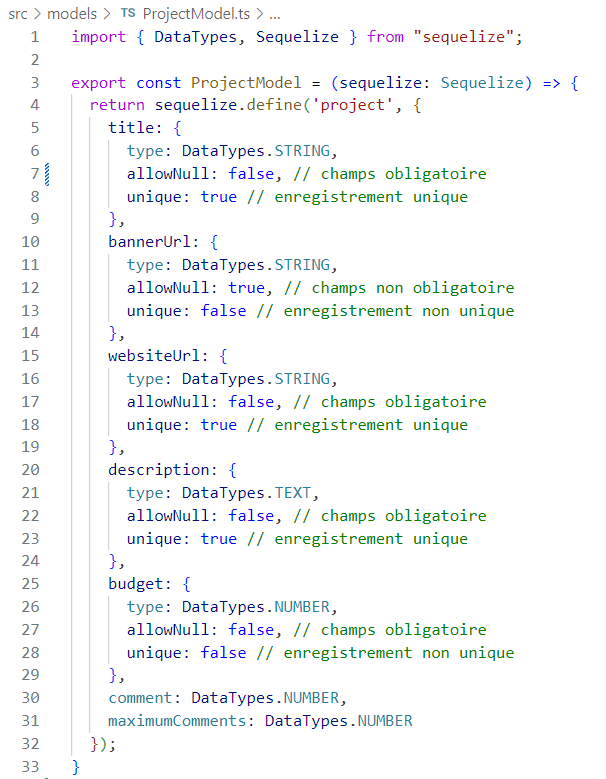 src > models > TS ProjectModel.ts > ...
1 import { DataTypes, Sequelize } from "sequelize";
2
3 export const ProjectModel = (sequelize: Sequelize) => {
4   return sequelize.define('project', {
5     title: {
6       type: DataTypes.STRING,
7       allowNull: false, // champs obligatoire
8       unique: true // enregistrement unique
9     },
10     bannerUrl: {
11       type: DataTypes.STRING,
12       allowNull: true, // champs non obligatoire
13       unique: false // enregistrement non unique
14     },
15     websiteUrl: {
16       type: DataTypes.STRING,
17       allowNull: false, // champs obligatoire
18       unique: true // enregistrement unique
19     },
20     description: {
21       type: DataTypes.TEXT,
22       allowNull: false, // champs obligatoire
23       unique: true // enregistrement unique
24     },
25     budget: {
26       type: DataTypes.NUMBER,
27       allowNull: false, // champs obligatoire
28       unique: false // enregistrement non unique
29     },
30     comment: DataTypes.NUMBER,
31     maximumComments: DataTypes.NUMBER
32   });
33 }